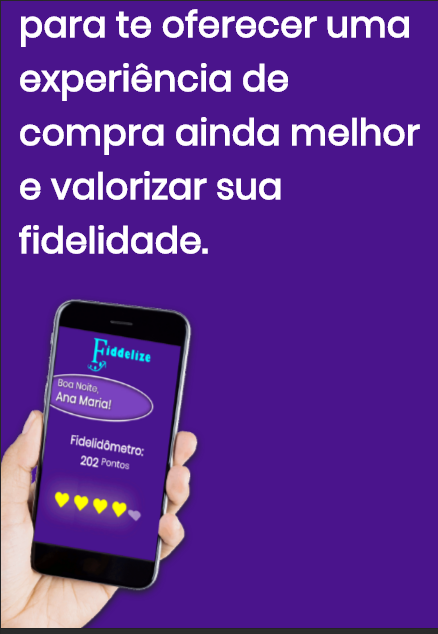 para te oferecer uma
experiência de
compra ainda melhor
e valorizar sua
fidelidade.
Fiddelize
Boa Noite,
Ana Maria!
Fidelidômetro:
202 Pontos